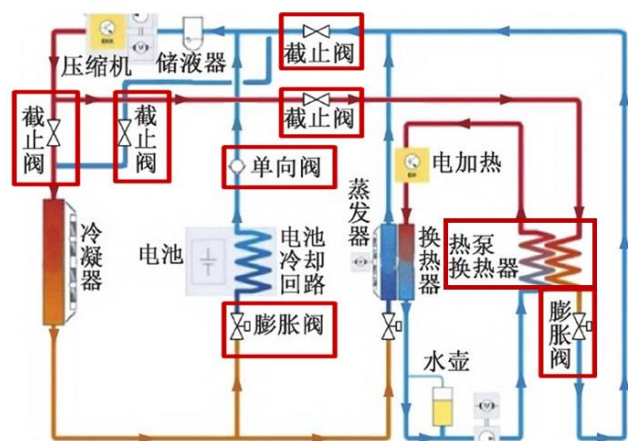 压缩机
储液器
截止阀
截止阀
截止阀
截止阀
单向阀
电加热
冷凝器
电池
电池
冷却
回路
蒸发器
换热器
热泵
换热器
膨胀阀
膨胀阀
水壶